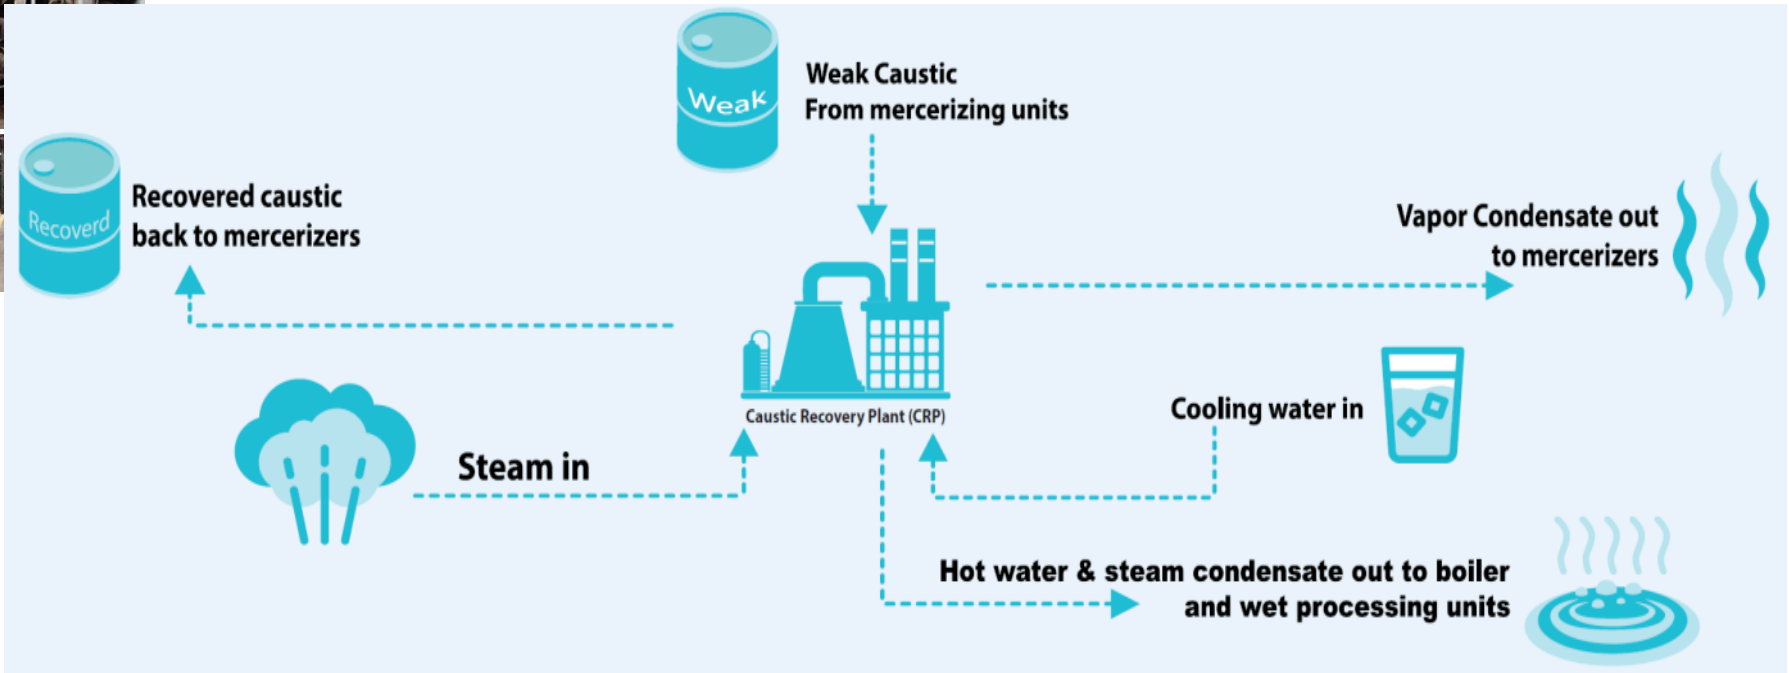 Weak
Weak Caustic
From mercerizing units
Recoverd
Recovered caustic
back to mercerizers
Vapor Condensate out
to mercerizers
Caustic Recovery Plant (CRP)
Cooling water in
Steam in
Hot water & steam condensate out to boiler
and wet processing units